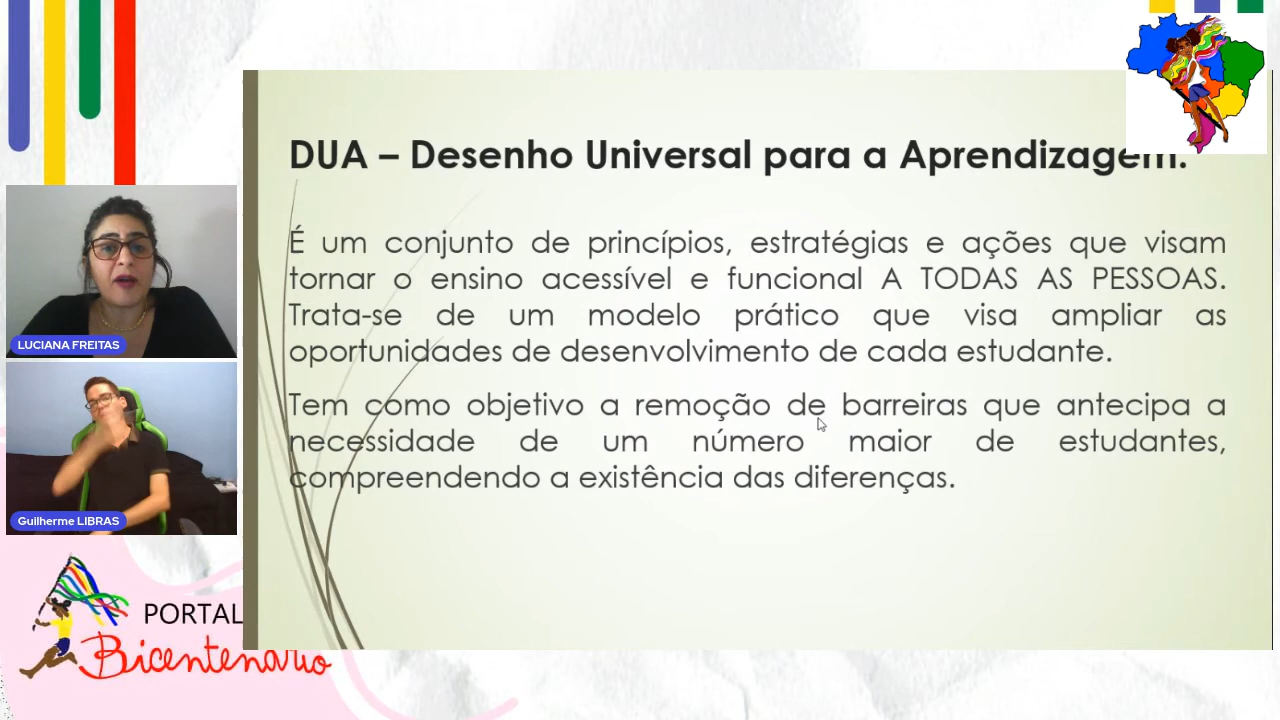 DUA – Desenho Universal para a Aprendizagem.
É um conjunto de princípios, estratégias e ações que visam
tornar o ensino acessível e funcional A TODAS AS PESSOAS.
Trata-se de um modelo prático que visa ampliar as
oportunidades de desenvolvimento de cada estudante.
Tem como objetivo a remoção de barreiras que antecipa a
necessidade de um número maior de estudantes,
compreendendo a existência das diferenças.
LUCIANA FREITAS
Guilherme LIBRAS
PORTAL
Bicentenário